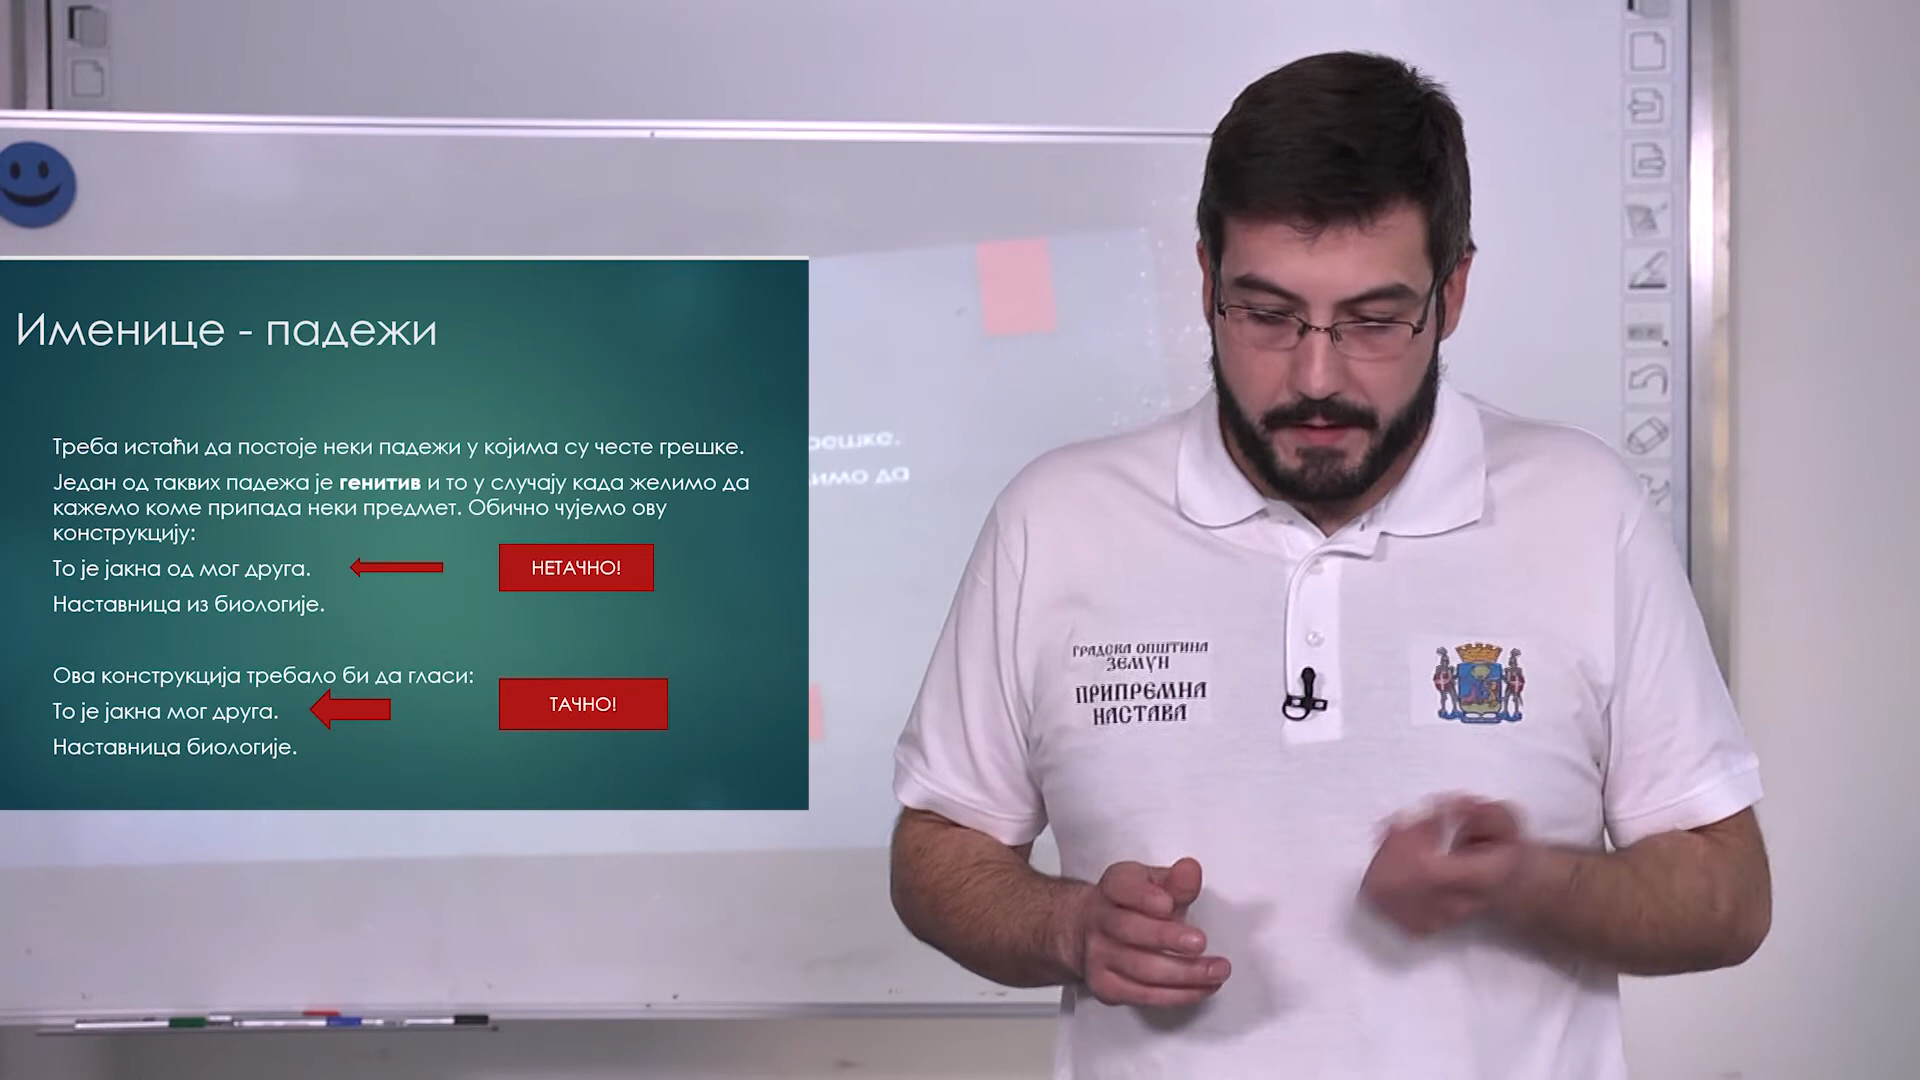 Именице - падежи
Треба истаћи да постоје неки падежи у којима су честе грешке.
Један од таквих падежа је генитив и то у случају када желимо да
кажемо коме припада неки предмет. Обично чујемо ову
конструкцију:
То је јакна од мог друга.
НЕТАЧНО!
Наставница из биологије.
Ова конструкција требало би да гласи:
То је јакна мог друга.
ТАЧНО!
Наставница биологије.
грешке.
имо да
ГРАДСКА ОПШТИНА
ЗЕМУН
ПРИПРЕМНА
НАСТАВА